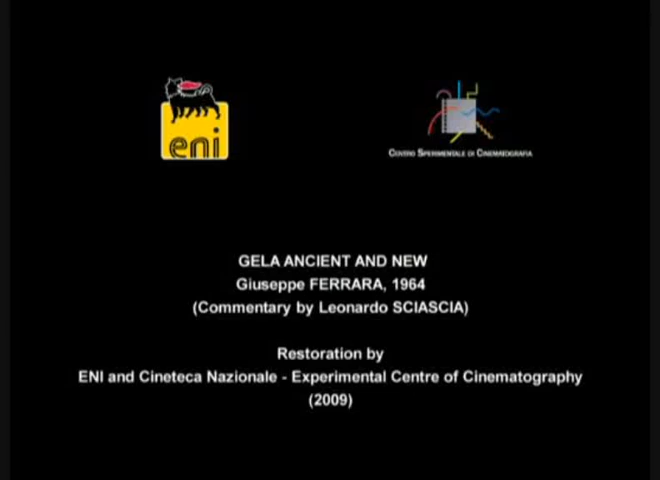 eni
CENTRO SPERIMENTALE DI CINEMATOGRAFIA
GELA ANCIENT AND NEW
Giuseppe FERRARA, 1964
(Commentary by Leonardo SCIASCIA)
Restoration by
ENI and Cineteca Nazionale - Experimental Centre of Cinematography
(2009)